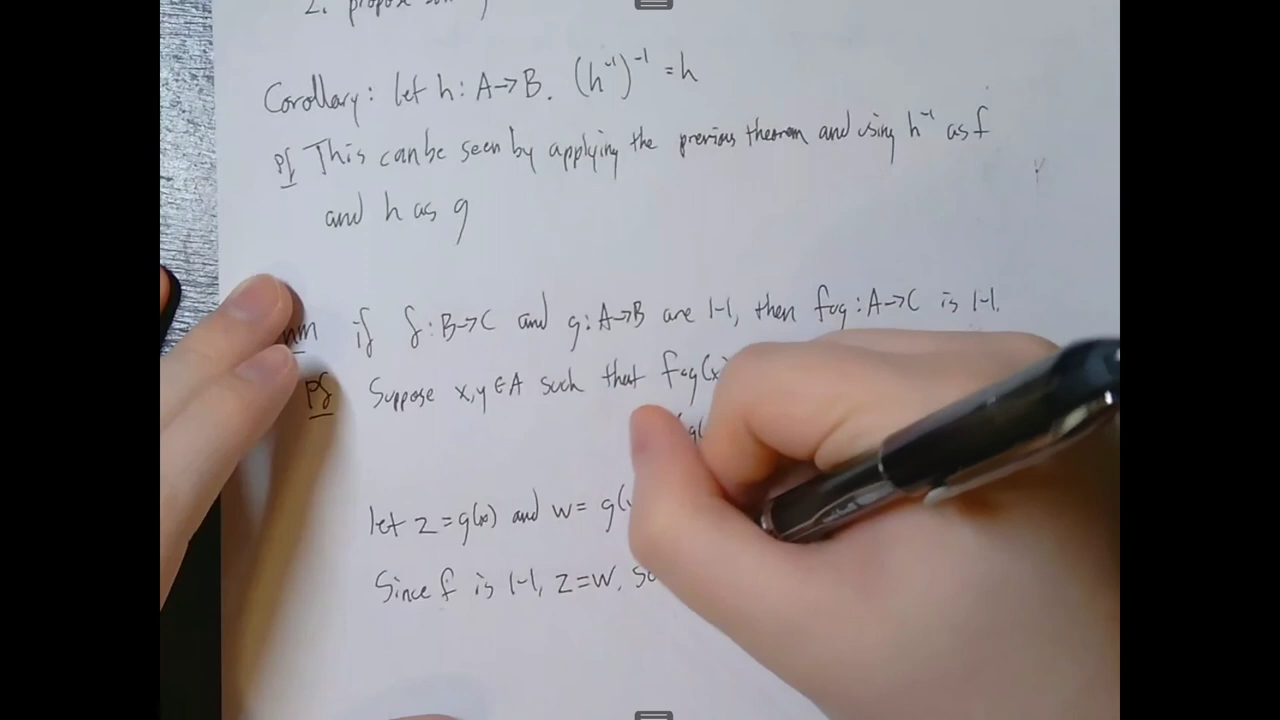 2. propose
Corollary: let h: A→B. (h⁻¹)⁻¹ = h
Pf This can be seen by applying the previous theorem and using h⁻¹ as f
and h as g
if f: B→C and g: A→B are 1-1, then f∘g: A→C is 1-1.
Pf Suppose x,y ∈ A such that f∘g(x)
g(
let z = g(x) and w = g(
Since f is 1-1, z = w, so